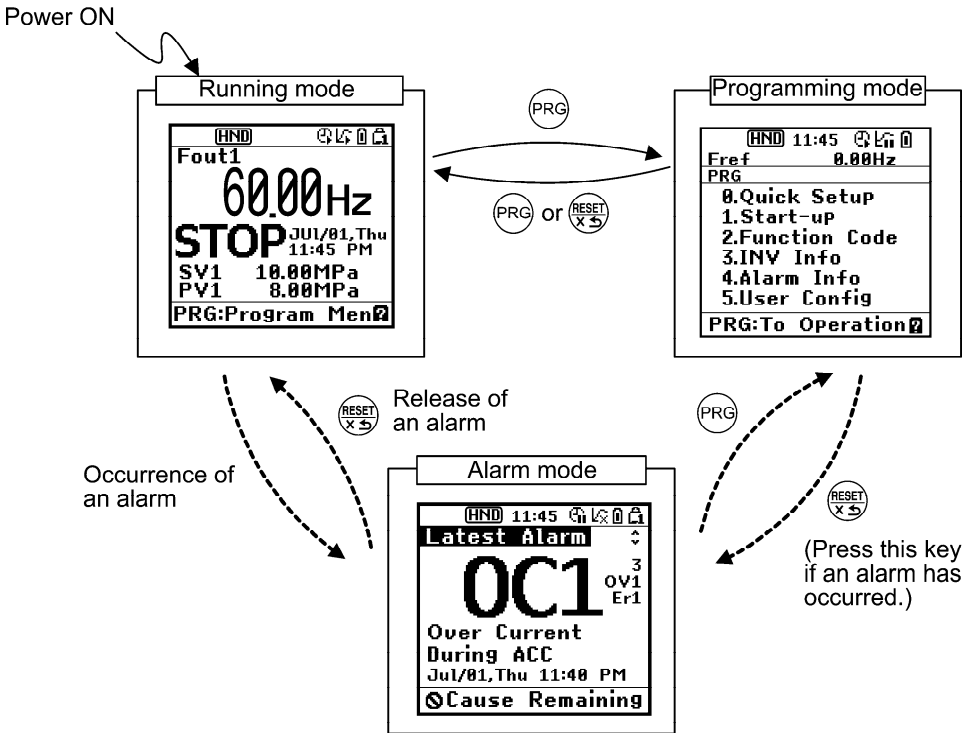 Power ON
Running mode
HND
Fout1
60.00Hz
STOP
JUl/01,Thu
11:45 PM
SV1 10.00MPa
PV1 8.00MPa
PRG:Program Men?
PRG
PRG or RESET
Programming mode
HND 11:45
Fref 0.00Hz
PRG
0.Quick Setup
1.Start-up
2.Function Code
3.INV Info
4.Alarm Info
5.User Config
PRG:To Operation?
Occurrence of
an alarm
RESET
Release of
an alarm
Alarm mode
HND 11:45
Latest Alarm
OC1
3
OV1
Er1
Over Current
During ACC
Jul/01,Thu 11:40 PM
Cause Remaining
PRG
RESET
(Press this key
if an alarm has
occurred.)